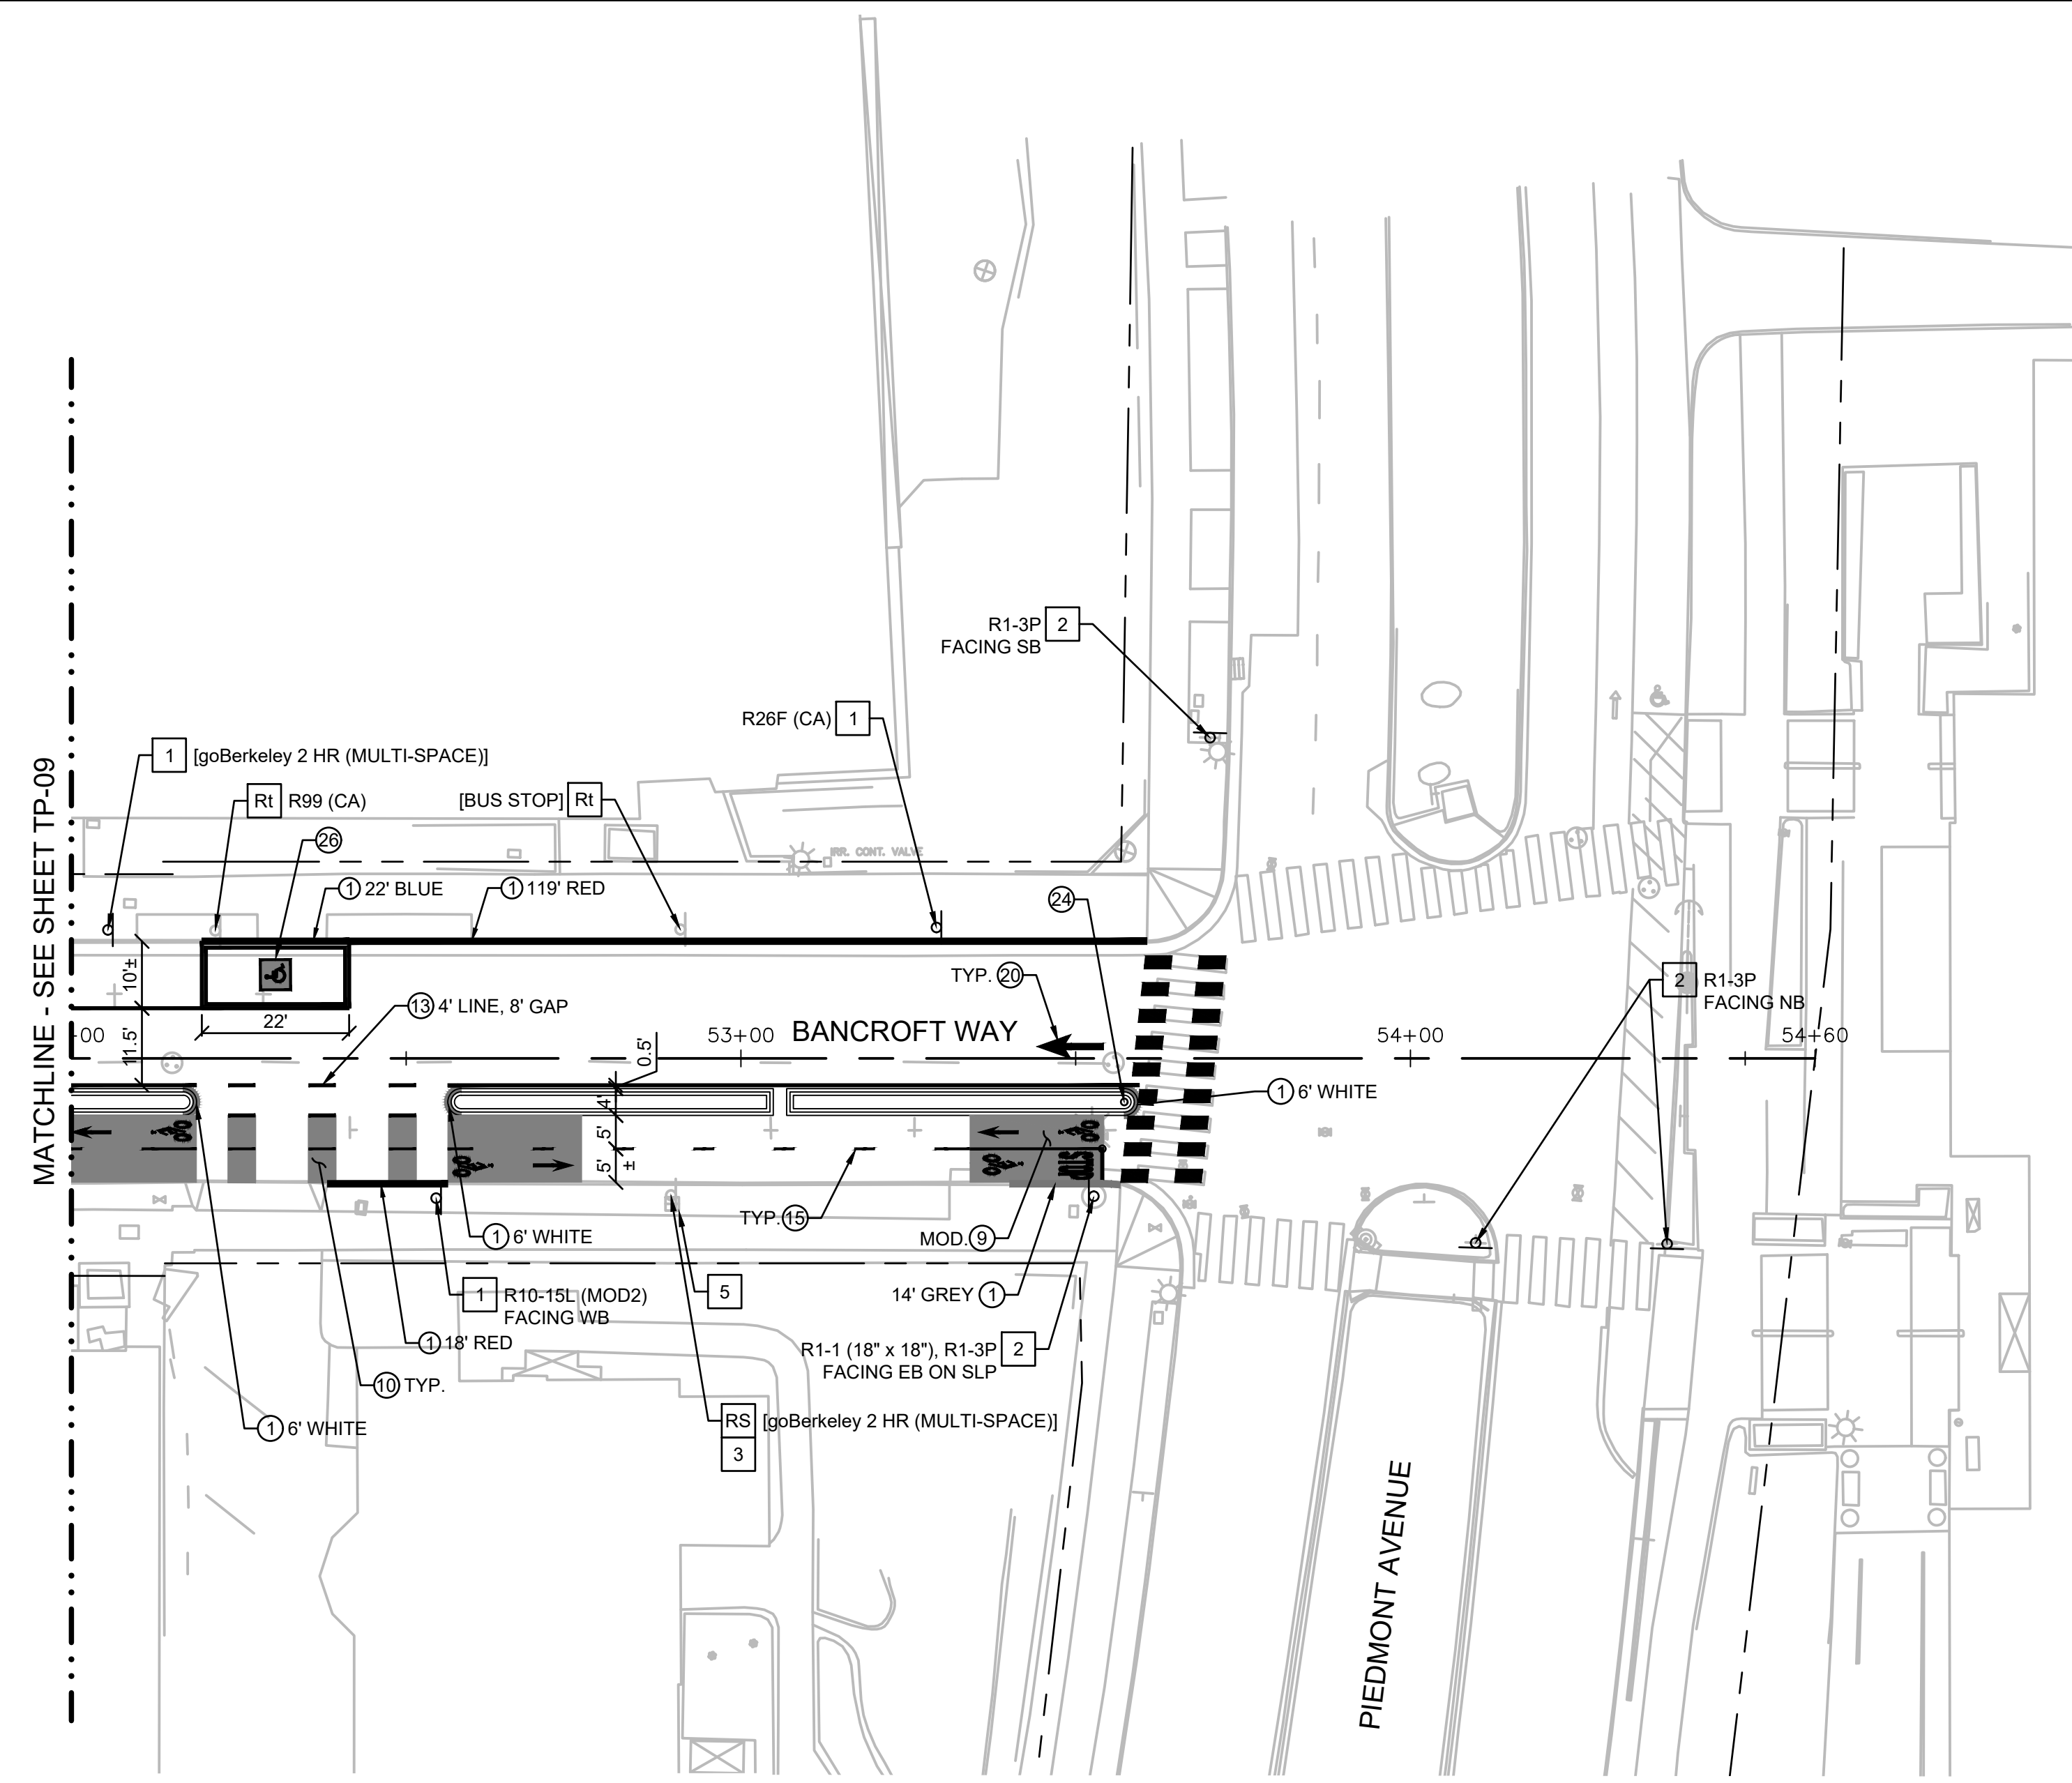 R1-3P 2
FACING SB
R26F (CA) 1
1 [goBerkeley 2 HR (MULTI-SPACE)]
Rt R99 (CA)
[BUS STOP] Rt
26
IRR. CONT. VALVE
1 22' BLUE
1 119' RED
24
MATCHLINE - SEE SHEET TP-09
10'±
TYP. 20
2 R1-3P
FACING NB
13 4' LINE, 8' GAP
22'
+00
11.5'
0.5'
53+00
BANCROFT WAY
54+00
54+60
1 6' WHITE
4'
5'
5'
±
STOP
TYP. 15
1 6' WHITE
MOD. 9
1 R10-15L (MOD2)
FACING WB
5
14' GREY 1
1 18' RED
R1-1 (18" x 18"), R1-3P 2
FACING EB ON SLP
10 TYP.
1 6' WHITE
RS [goBerkeley 2 HR (MULTI-SPACE)]
3
PIEDMONT AVENUE